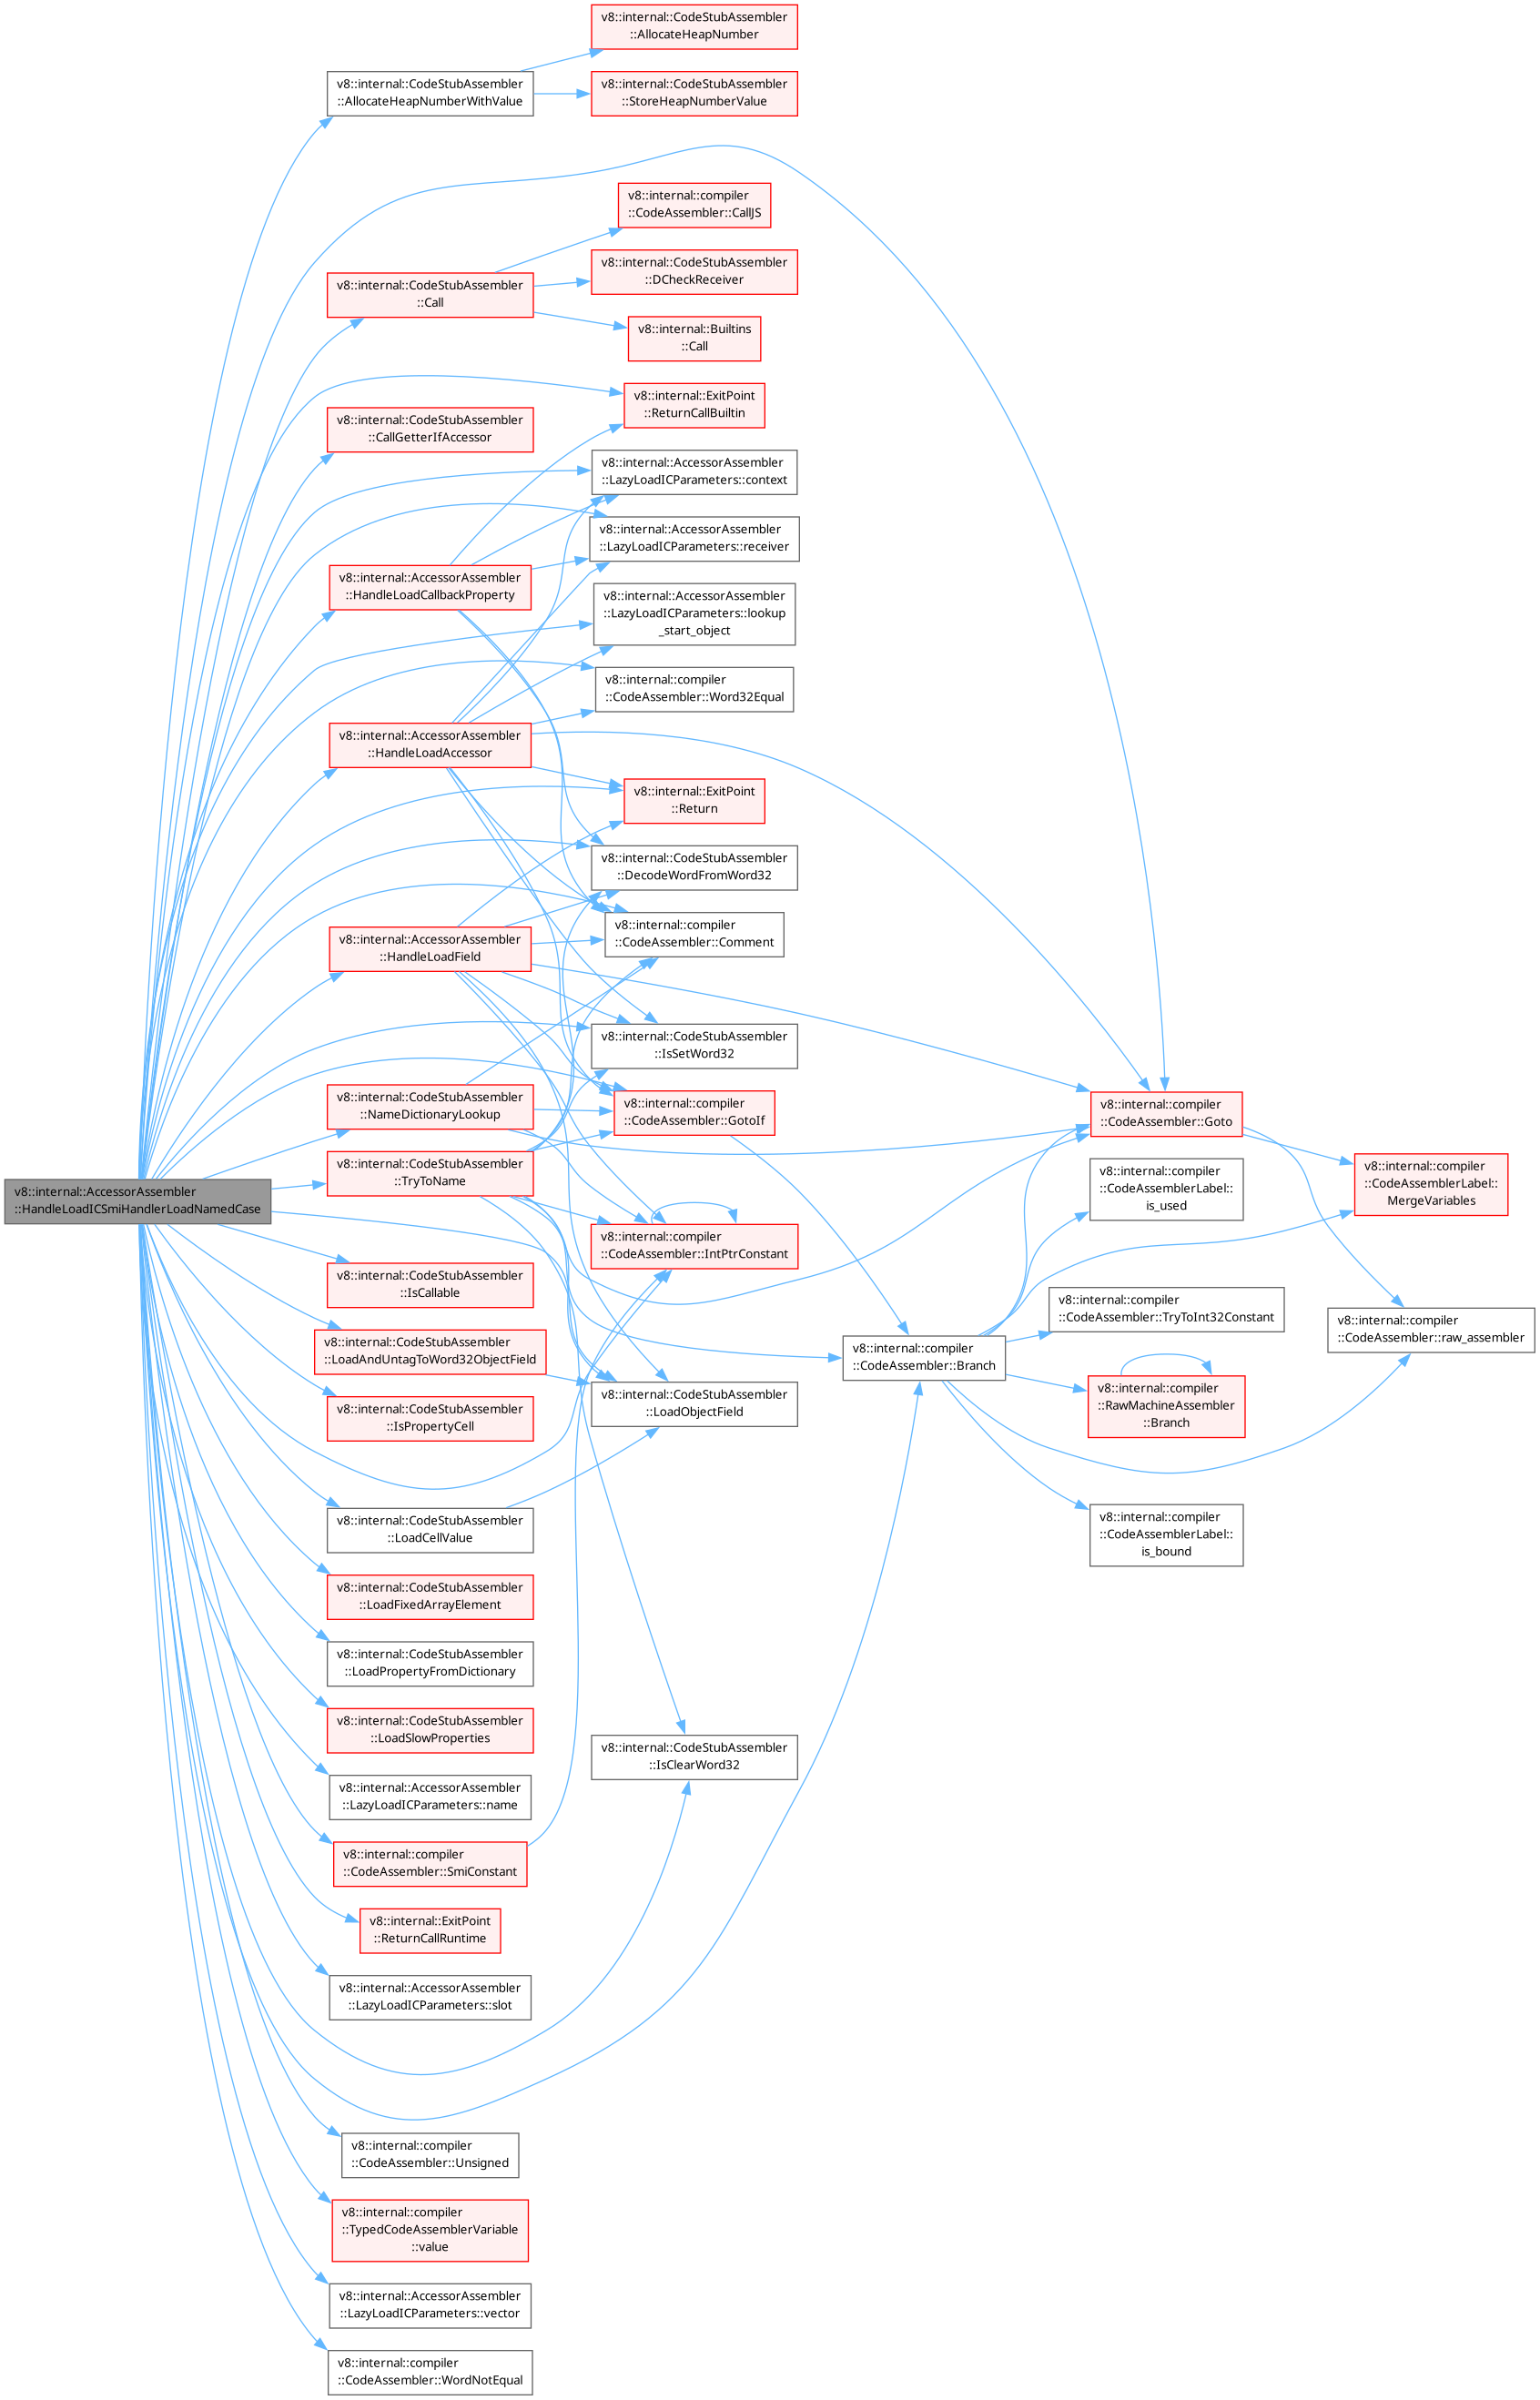 v8::internal::CodeStubAssembler
::AllocateHeapNumber
v8::internal::CodeStubAssembler
::AllocateHeapNumberWithValue
v8::internal::CodeStubAssembler
::StoreHeapNumberValue
v8::internal::compiler
::CodeAssembler::CallJS
v8::internal::CodeStubAssembler
::Call
v8::internal::CodeStubAssembler
::DCheckReceiver
v8::internal::Builtins
::Call
v8::internal::ExitPoint
::ReturnCallBuiltin
v8::internal::CodeStubAssembler
::CallGetterIfAccessor
v8::internal::AccessorAssembler
::LazyLoadICParameters::context
v8::internal::AccessorAssembler
::LazyLoadICParameters::receiver
v8::internal::AccessorAssembler
::HandleLoadCallbackProperty
v8::internal::AccessorAssembler
::LazyLoadICParameters::lookup
_start_object
v8::internal::compiler
::CodeAssembler::Word32Equal
v8::internal::AccessorAssembler
::HandleLoadAccessor
v8::internal::ExitPoint
::Return
v8::internal::CodeStubAssembler
::DecodeWordFromWord32
v8::internal::compiler
::CodeAssembler::Comment
v8::internal::AccessorAssembler
::HandleLoadField
v8::internal::CodeStubAssembler
::IsSetWord32
v8::internal::CodeStubAssembler
::NameDictionaryLookup
v8::internal::compiler
::CodeAssembler::GotoIf
v8::internal::compiler
::CodeAssembler::Goto
v8::internal::CodeStubAssembler
::TryToName
v8::internal::compiler
::CodeAssemblerLabel::
is_used
v8::internal::compiler
::CodeAssemblerLabel::
MergeVariables
v8::internal::AccessorAssembler
::HandleLoadICSmiHandlerLoadNamedCase
v8::internal::compiler
::CodeAssembler::IntPtrConstant
v8::internal::CodeStubAssembler
::IsCallable
v8::internal::compiler
::CodeAssembler::TryToInt32Constant
v8::internal::compiler
::CodeAssembler::raw_assembler
v8::internal::CodeStubAssembler
::LoadAndUntagToWord32ObjectField
v8::internal::compiler
::CodeAssembler::Branch
v8::internal::compiler
::RawMachineAssembler
::Branch
v8::internal::CodeStubAssembler
::LoadObjectField
v8::internal::CodeStubAssembler
::IsPropertyCell
v8::internal::compiler
::CodeAssemblerLabel::
is_bound
v8::internal::CodeStubAssembler
::LoadCellValue
v8::internal::CodeStubAssembler
::LoadFixedArrayElement
v8::internal::CodeStubAssembler
::LoadPropertyFromDictionary
v8::internal::CodeStubAssembler
::LoadSlowProperties
v8::internal::CodeStubAssembler
::IsClearWord32
v8::internal::AccessorAssembler
::LazyLoadICParameters::name
v8::internal::compiler
::CodeAssembler::SmiConstant
v8::internal::ExitPoint
::ReturnCallRuntime
v8::internal::AccessorAssembler
::LazyLoadICParameters::slot
v8::internal::compiler
::CodeAssembler::Unsigned
v8::internal::compiler
::TypedCodeAssemblerVariable
::value
v8::internal::AccessorAssembler
::LazyLoadICParameters::vector
v8::internal::compiler
::CodeAssembler::WordNotEqual